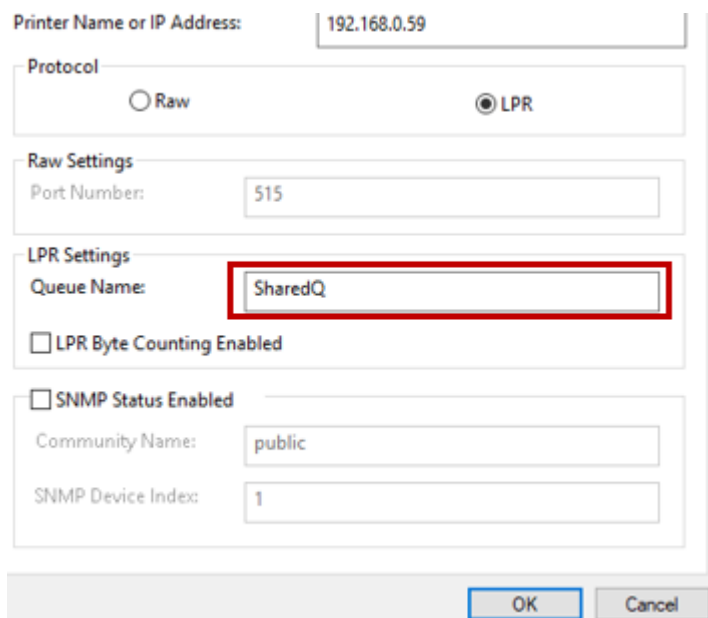 Printer Name or IP Address: 192.168.0.59
Protocol
Raw LPR
Raw Settings
Port Number: 515
LPR Settings
Queue Name: SharedQ
LPR Byte Counting Enabled
SNMP Status Enabled
Community Name: public
SNMP Device Index: 1
OK Cancel